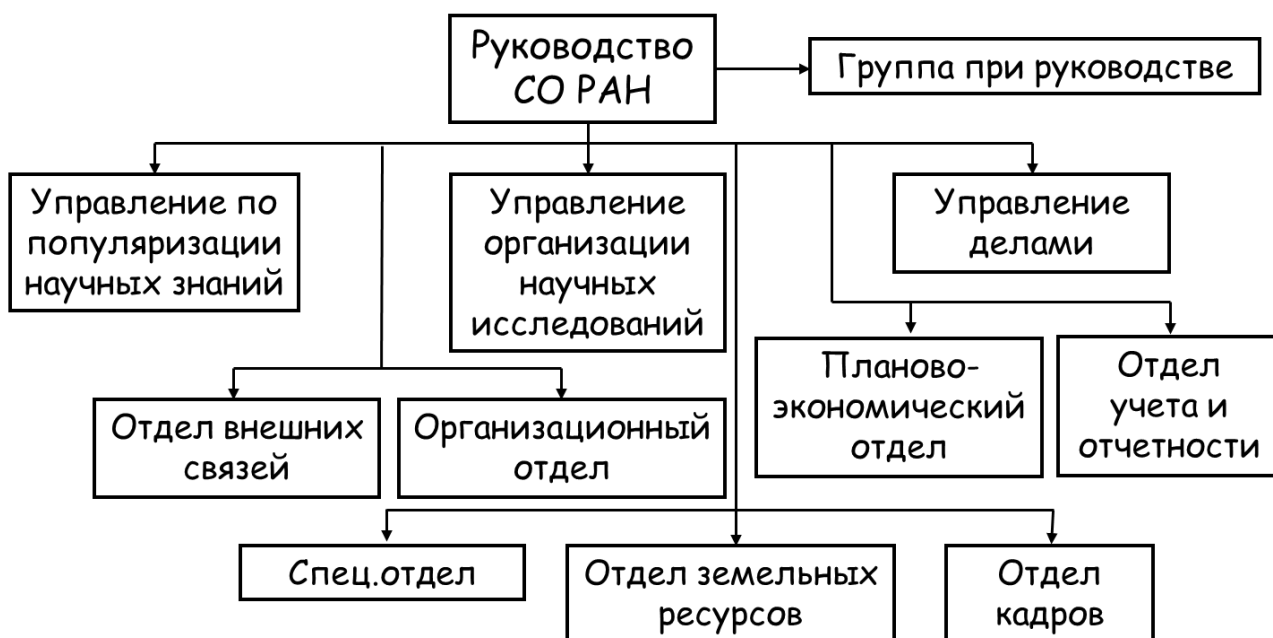 Руководство
СО РАН
Группа при руководстве
Управление по
популяризации
научных знаний
Управление
организации
научных
исследований
Управление
делами
Планово-
экономический
отдел
Отдел
учета и
отчетности
Отдел внешних
связей
Организационный
отдел
Спец.отдел
Отдел земельных
ресурсов
Отдел
кадров